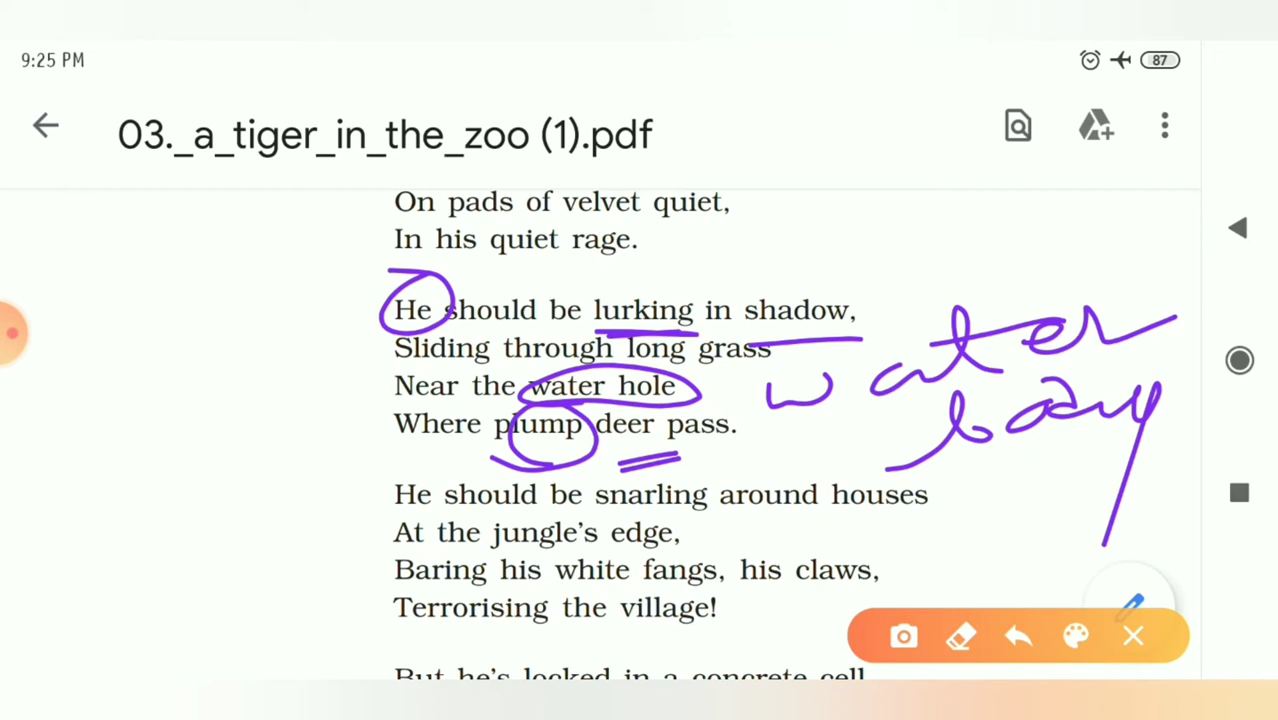 9:25 PM
87
03._a_tiger_in_the_zoo (1).pdf
On pads of velvet quiet,
In his quiet rage.
He should be lurking in shadow,
Sliding through long grass
Near the water hole
Where plump deer pass.
water
body
He should be snarling around houses
At the jungle's edge,
Baring his white fangs, his claws,
Terrorising the village!
But he's locked in a concrete cell